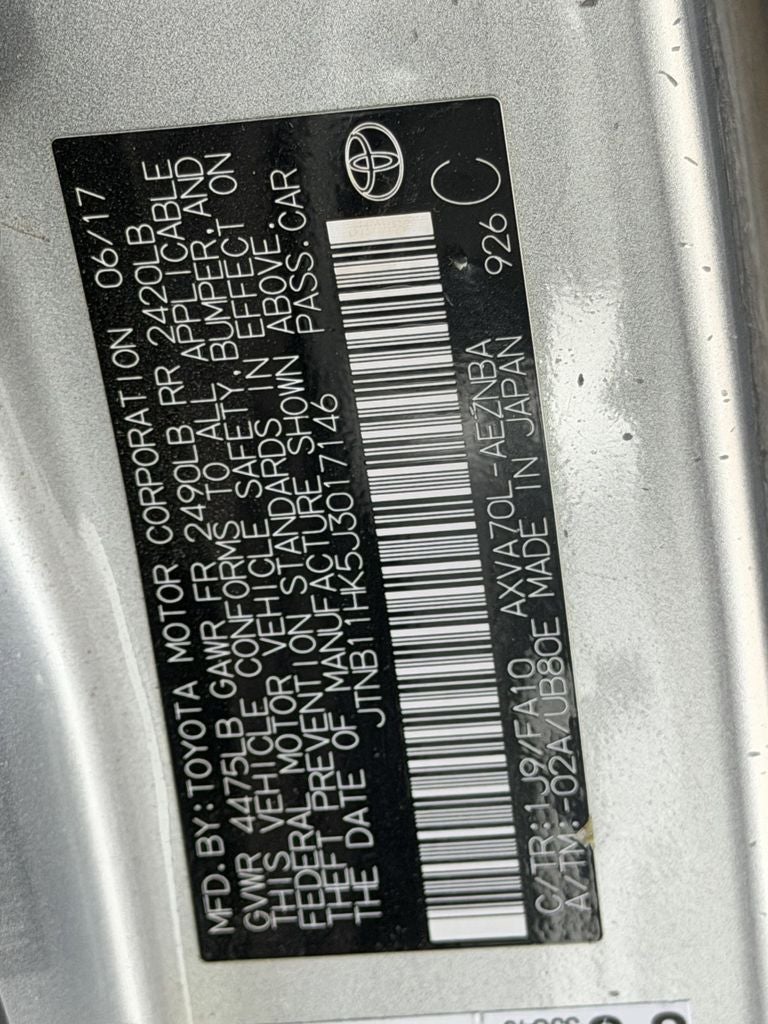 MFD.BY:TOYOTA MOTOR CORPORATION 06/17
GVWR 4475LB GAWR FR 2490LB RR 2420LB
THIS VEHICLE CONFORMS TO ALL APPLICABLE
FEDERAL MOTOR VEHICLE SAFETY,BUMPER,AND
THEFT PREVENTION STANDARDS IN EFFECT ON
THE DATE OF MANUFACTURE SHOWN ABOVE.
JTNB11HK5J3017146 PASS.CAR
C/TR:1J9/FA10 AXVA70L-AEZNBA 926
A/TM:-02A/UB80E MADE IN JAPAN
C